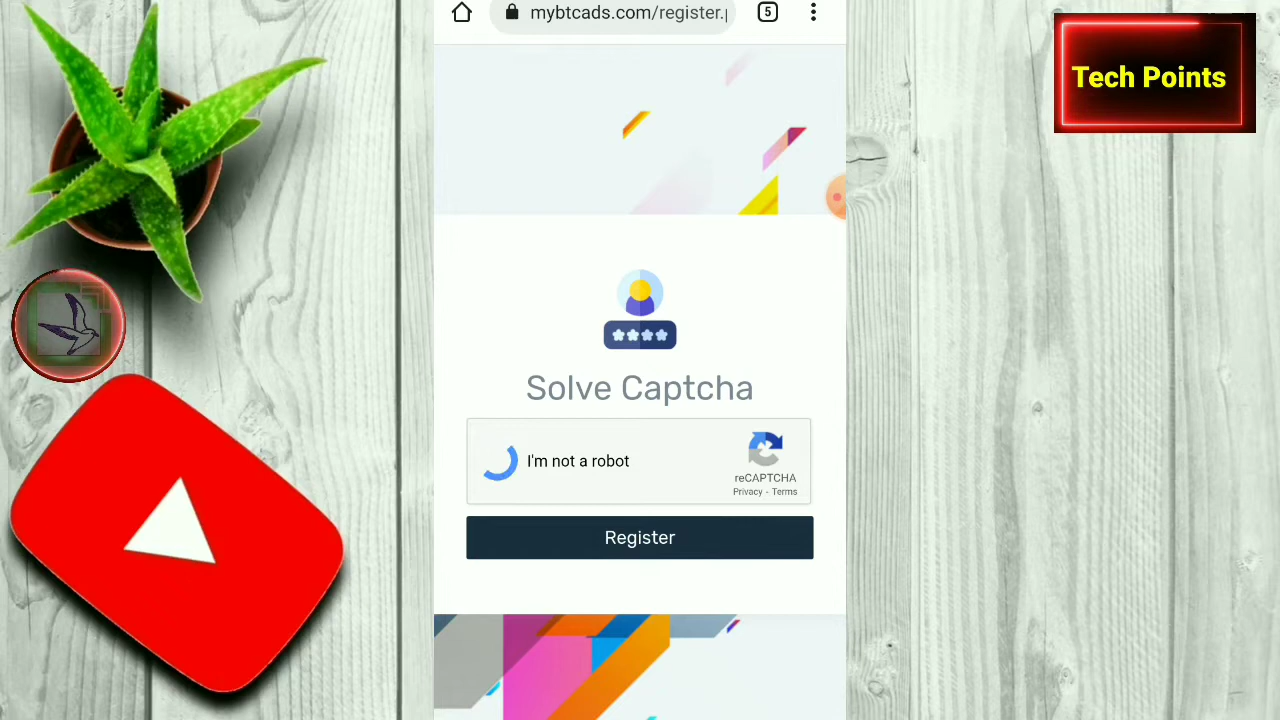 5
mybtcads.com/register.p
Tech Points
Solve Captcha
I'm not a robot
reCAPTCHA
Privacy - Terms
Register